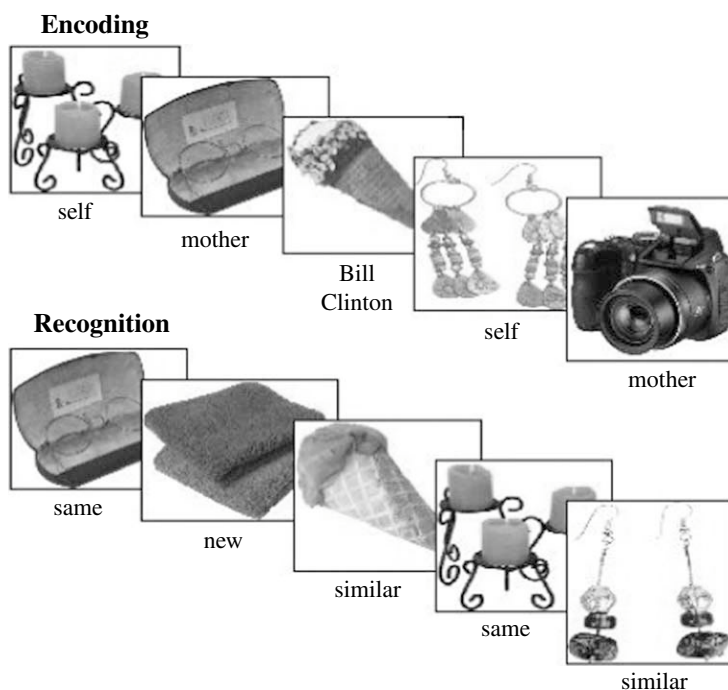 Encoding
self
mother
Bill
Clinton
self
mother
Recognition
same
new
similar
same
similar